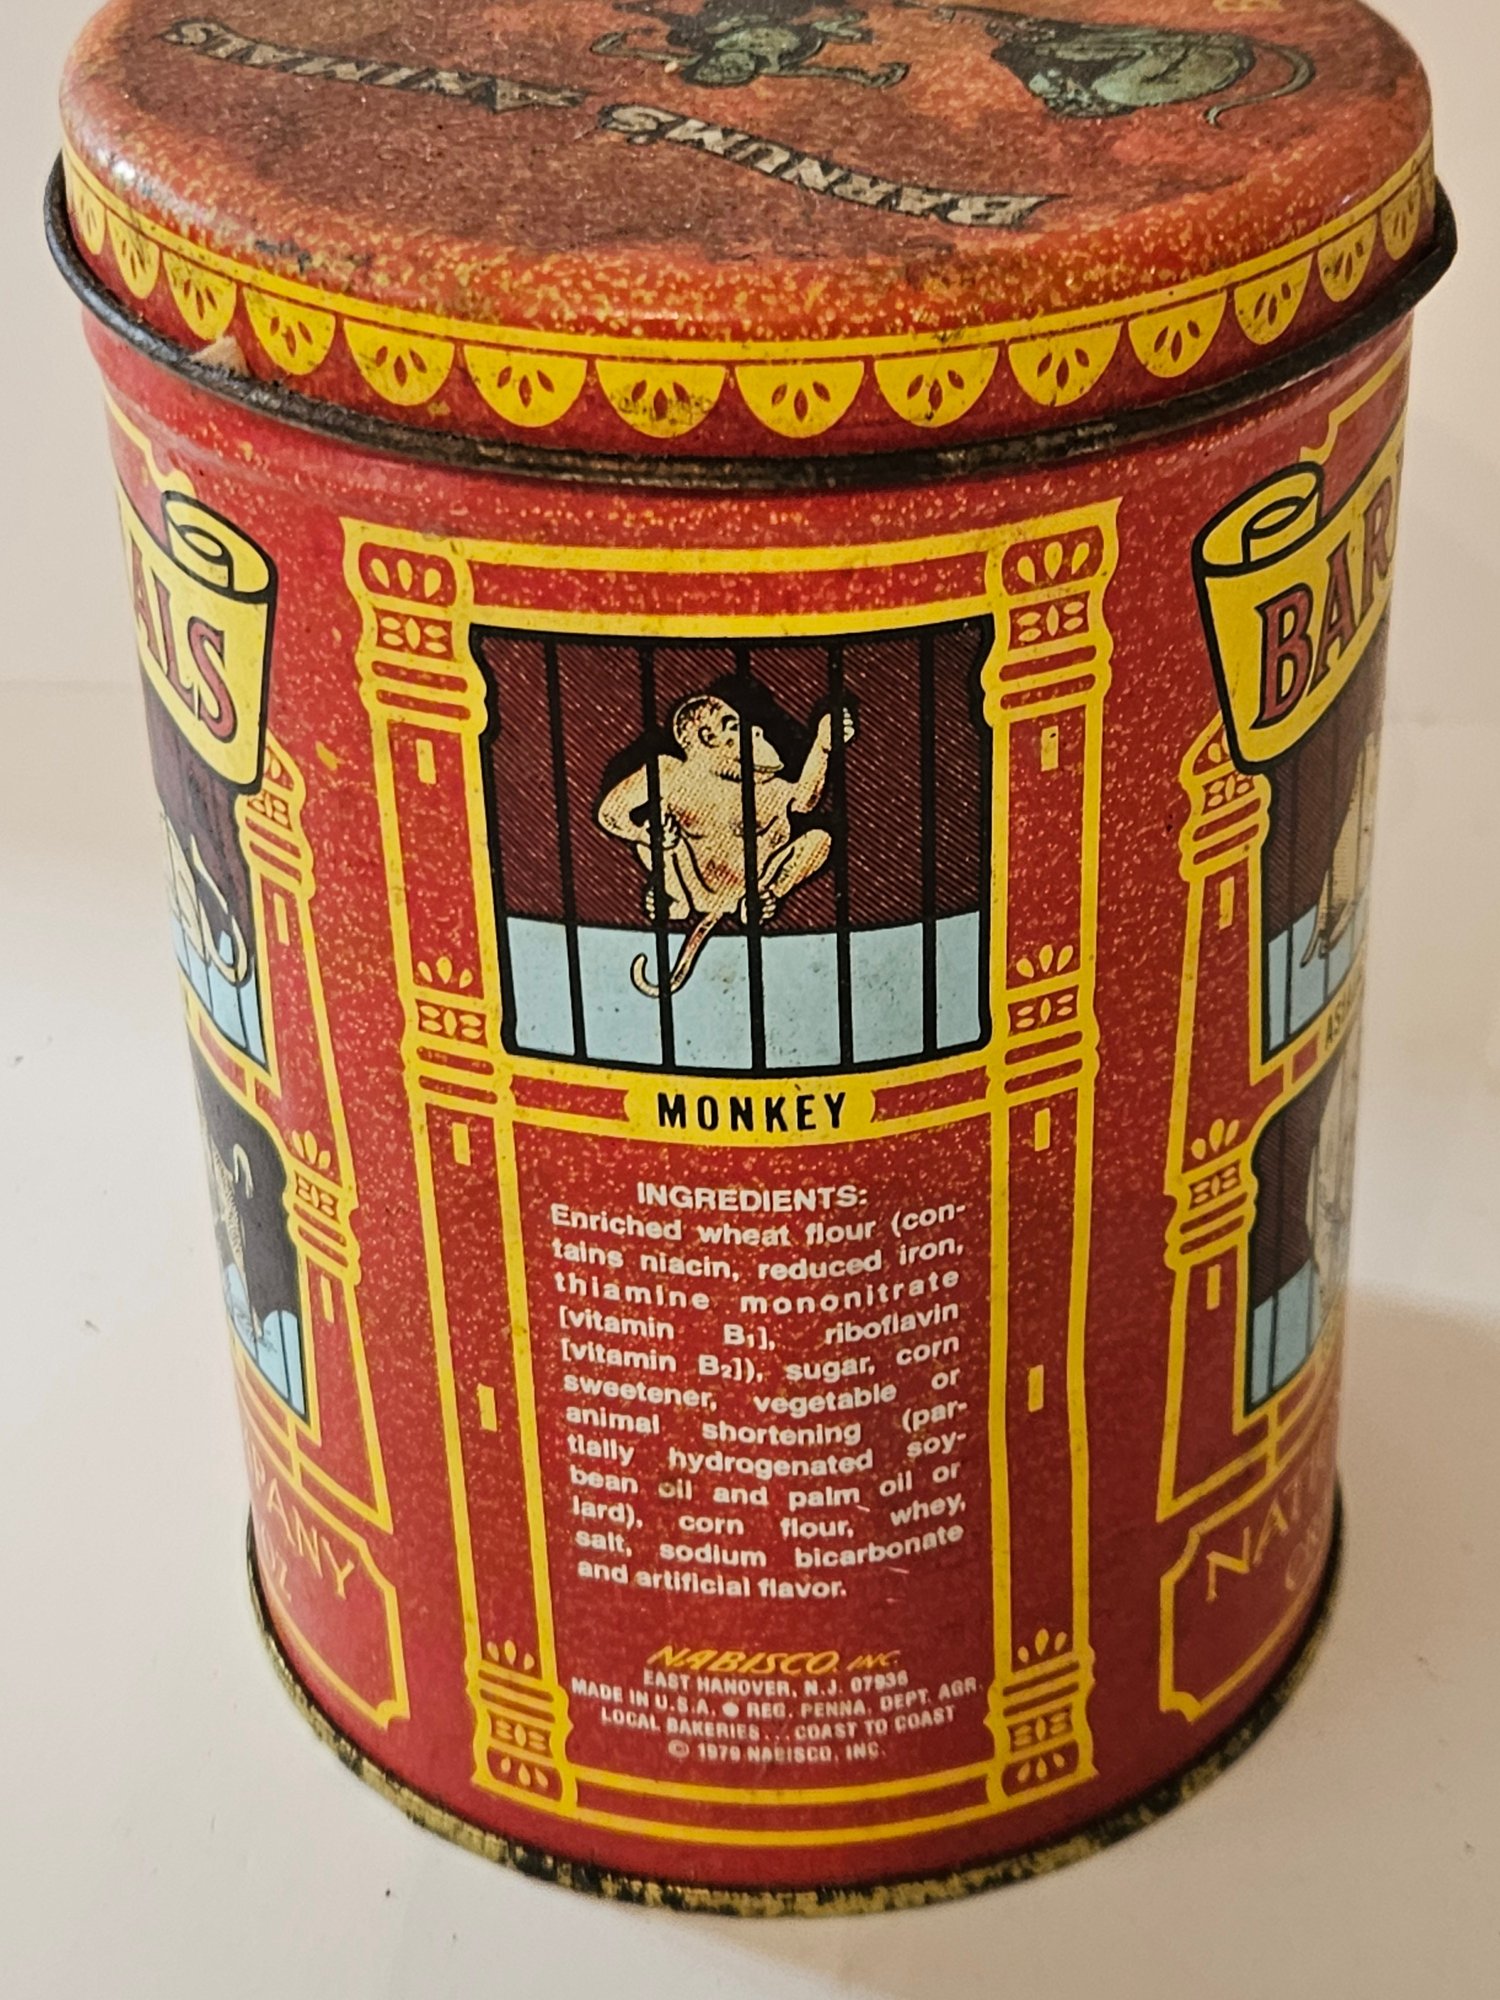 BARNUM'S ANIMALS
ALS
BAR
MONKEY
INGREDIENTS:
Enriched wheat flour (con-
tains niacin, reduced iron,
thiamine mononitrate
[vitamin B₁], riboflavin
[vitamin B₂]), sugar, corn
sweetener, vegetable or
animal shortening (par-
tially hydrogenated soy-
bean oil and palm oil or
lard), corn flour, whey,
salt, sodium bicarbonate
and artificial flavor.
PANY
NAT
NABISCO, INC.
EAST HANOVER, N.J. 07936
MADE IN U.S.A. ● REG. PENNA. DEPT. AGR.
LOCAL BAKERIES... COAST TO COAST
© 1979 NABISCO, INC.